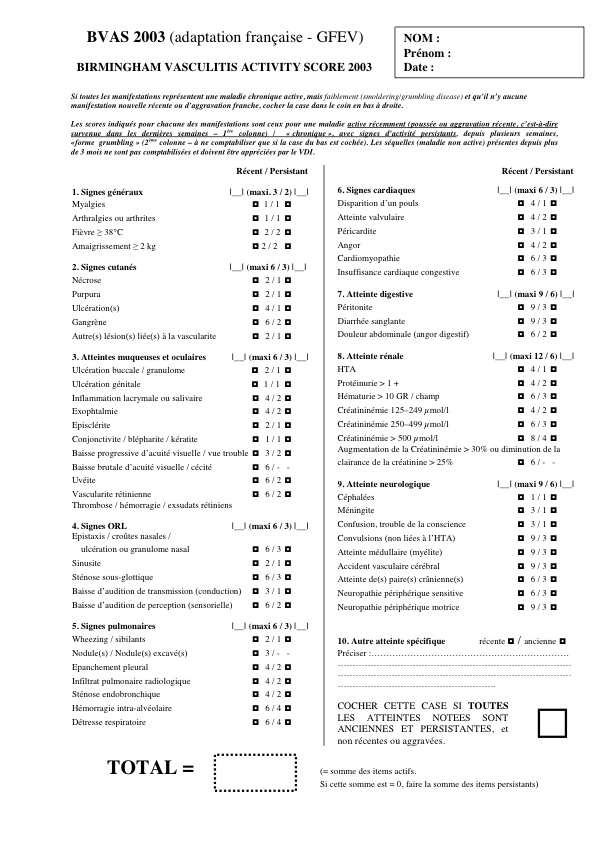 BVAS 2003 (adaptation française - GFEV)
BIRMINGHAM VASCULITIS ACTIVITY SCORE 2003
NOM :
Prénom :
Date :
Si toutes les manifestations représentent une maladie chronique active, mais faiblement (smoldering/grumbling disease) et qu'il n'y aucune
manifestation nouvelle récente ou d'aggravation franche, cocher la case dans le coin en bas à droite.
Les scores indiqués pour chacune des manifestations sont ceux pour une maladie active récemment (poussée ou aggravation récente, c'est-à-dire
survenue dans les dernières semaines – 1ère colonne) / « chronique », avec signes d'activité persistants, depuis plusieurs semaines,
«forme grumbling » (2ème colonne – à ne comptabiliser que si la case du bas est cochée). Les séquelles (maladie non active) présentes depuis plus
de 3 mois ne sont pas comptabilisées et doivent être appréciées par le VDI.
Récent / Persistant
1. Signes généraux |__| (maxi. 3 / 2) |__|
Myalgies ◘ 1 / 1 ◘
Arthralgies ou arthrites ◘ 1 / 1 ◘
Fièvre ≥ 38°C ◘ 2 / 2 ◘
Amaigrissement ≥ 2 kg ◘ 2 / 2 ◘
2. Signes cutanés |__| (maxi 6 / 3) |__|
Nécrose ◘ 2 / 1 ◘
Purpura ◘ 2 / 1 ◘
Ulcération(s) ◘ 4 / 1 ◘
Gangrène ◘ 6 / 2 ◘
Autre(s) lésion(s) liée(s) à la vascularite ◘ 2 / 1 ◘
3. Atteintes muqueuses et oculaires |__| (maxi 6 / 3) |__|
Ulcération buccale / granulome ◘ 2 / 1 ◘
Ulcération génitale ◘ 1 / 1 ◘
Inflammation lacrymale ou salivaire ◘ 4 / 2 ◘
Exophtalmie ◘ 4 / 2 ◘
Episclérite ◘ 2 / 1 ◘
Conjonctivite / blépharite / kératite ◘ 1 / 1 ◘
Baisse progressive d'acuité visuelle / vue trouble ◘ 3 / 2 ◘
Baisse brutale d'acuité visuelle / cécité ◘ 6 / - -
Uvéite ◘ 6 / 2 ◘
Vascularite rétinienne ◘ 6 / 2 ◘
Thrombose / hémorragie / exsudats rétiniens
4. Signes ORL |__| (maxi 6 / 3) |__|
Epistaxis / croûtes nasales /
ulcération ou granulome nasal ◘ 6 / 3 ◘
Sinusite ◘ 2 / 1 ◘
Sténose sous-glottique ◘ 6 / 3 ◘
Baisse d'audition de transmission (conduction) ◘ 3 / 1 ◘
Baisse d'audition de perception (sensorielle) ◘ 6 / 2 ◘
5. Signes pulmonaires |__| (maxi 6 / 3) |__|
Wheezing / sibilants ◘ 2 / 1 ◘
Nodule(s) / Nodule(s) excavé(s) ◘ 3 / - -
Epanchement pleural ◘ 4 / 2 ◘
Infiltrat pulmonaire radiologique ◘ 4 / 2 ◘
Sténose endobronchique ◘ 4 / 2 ◘
Hémorragie intra-alvéolaire ◘ 6 / 4 ◘
Détresse respiratoire ◘ 6 / 4 ◘
Récent / Persistant
6. Signes cardiaques |__| (maxi 6 / 3) |__|
Disparition d'un pouls ◘ 4 / 1 ◘
Atteinte valvulaire ◘ 4 / 2 ◘
Péricardite ◘ 3 / 1 ◘
Angor ◘ 4 / 2 ◘
Cardiomyopathie ◘ 6 / 3 ◘
Insuffisance cardiaque congestive ◘ 6 / 3 ◘
7. Atteinte digestive |__| (maxi 9 / 6) |__|
Péritonite ◘ 9 / 3 ◘
Diarrhée sanglante ◘ 9 / 3 ◘
Douleur abdominale (angor digestif) ◘ 6 / 2 ◘
8. Atteinte rénale |__| (maxi 12 / 6) |__|
HTA ◘ 4 / 1 ◘
Protéinurie > 1 + ◘ 4 / 2 ◘
Hématurie > 10 GR / champ ◘ 6 / 3 ◘
Créatininémie 125–249 µmol/l ◘ 4 / 2 ◘
Créatininémie 250–499 µmol/l ◘ 6 / 3 ◘
Créatininémie > 500 µmol/l ◘ 8 / 4 ◘
Augmentation de la Créatininémie > 30% ou diminution de la
clairance de la créatinine > 25% ◘ 6 / - -
9. Atteinte neurologique |__| (maxi 9 / 6) |__|
Céphalées ◘ 1 / 1 ◘
Méningite ◘ 3 / 1 ◘
Confusion, trouble de la conscience ◘ 3 / 1 ◘
Convulsions (non liées à l'HTA) ◘ 9 / 3 ◘
Atteinte médullaire (myélite) ◘ 9 / 3 ◘
Accident vasculaire cérébral ◘ 9 / 3 ◘
Atteinte de(s) paire(s) crânienne(s) ◘ 6 / 3 ◘
Neuropathie périphérique sensitive ◘ 6 / 3 ◘
Neuropathie périphérique motrice ◘ 9 / 3 ◘
10. Autre atteinte spécifique récente ◘ / ancienne ◘
Préciser :………………………………………………………
COCHER CETTE CASE SI TOUTES
LES ATTEINTES NOTEES SONT
ANCIENNES ET PERSISTANTES, et
non récentes ou aggravées.
TOTAL =
(= somme des items actifs.
Si cette somme est = 0, faire la somme des items persistants)